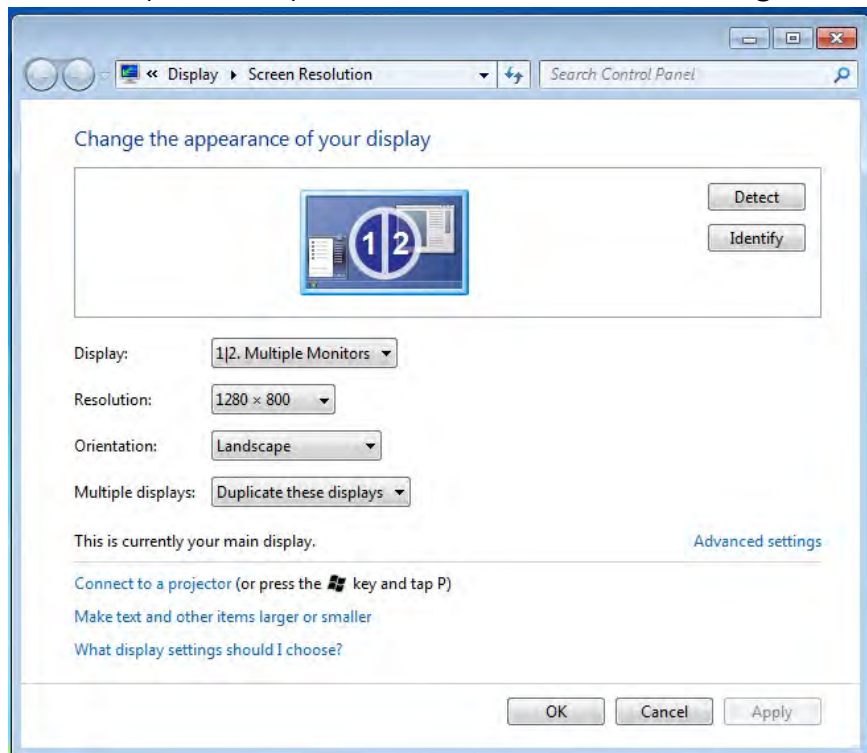 « Display ▸ Screen Resolution
Search Control Panel
Change the appearance of your display
Detect
Identify
1 2
Display: 1|2. Multiple Monitors
Resolution: 1280 × 800
Orientation: Landscape
Multiple displays: Duplicate these displays
This is currently your main display. Advanced settings
Connect to a projector (or press the key and tap P)
Make text and other items larger or smaller
What display settings should I choose?
OK Cancel Apply